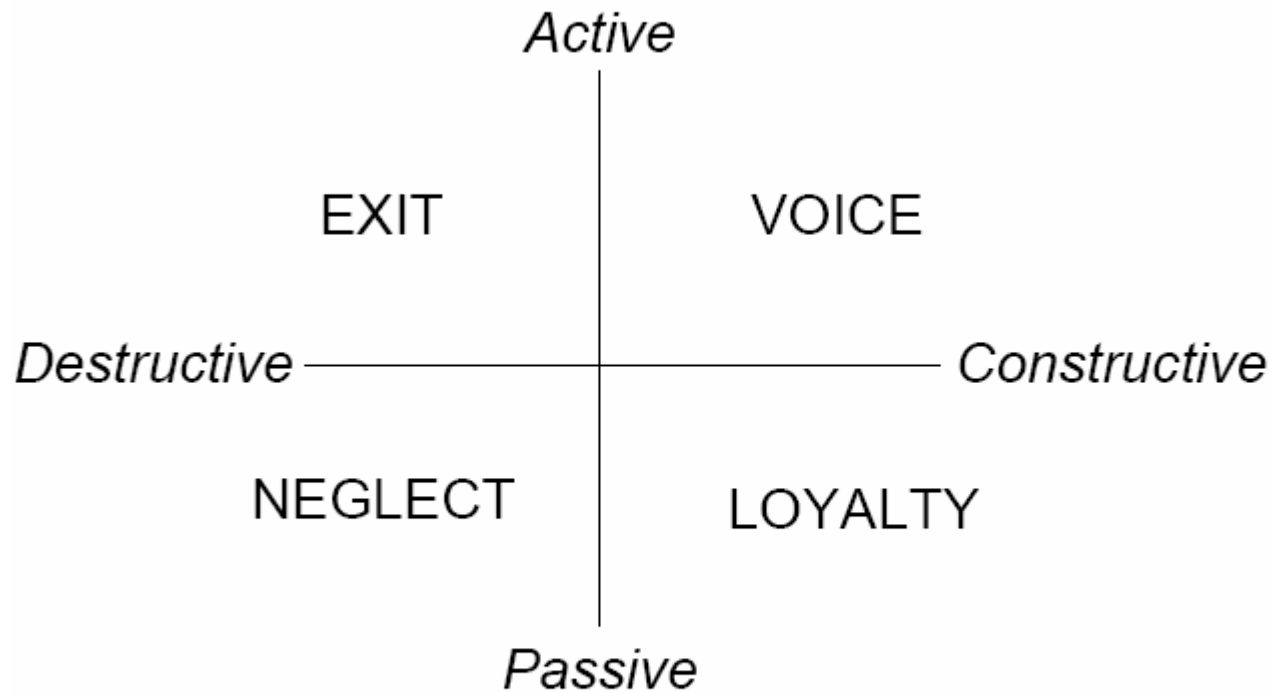 Active
EXIT VOICE
Destructive Constructive
NEGLECT LOYALTY
Passive